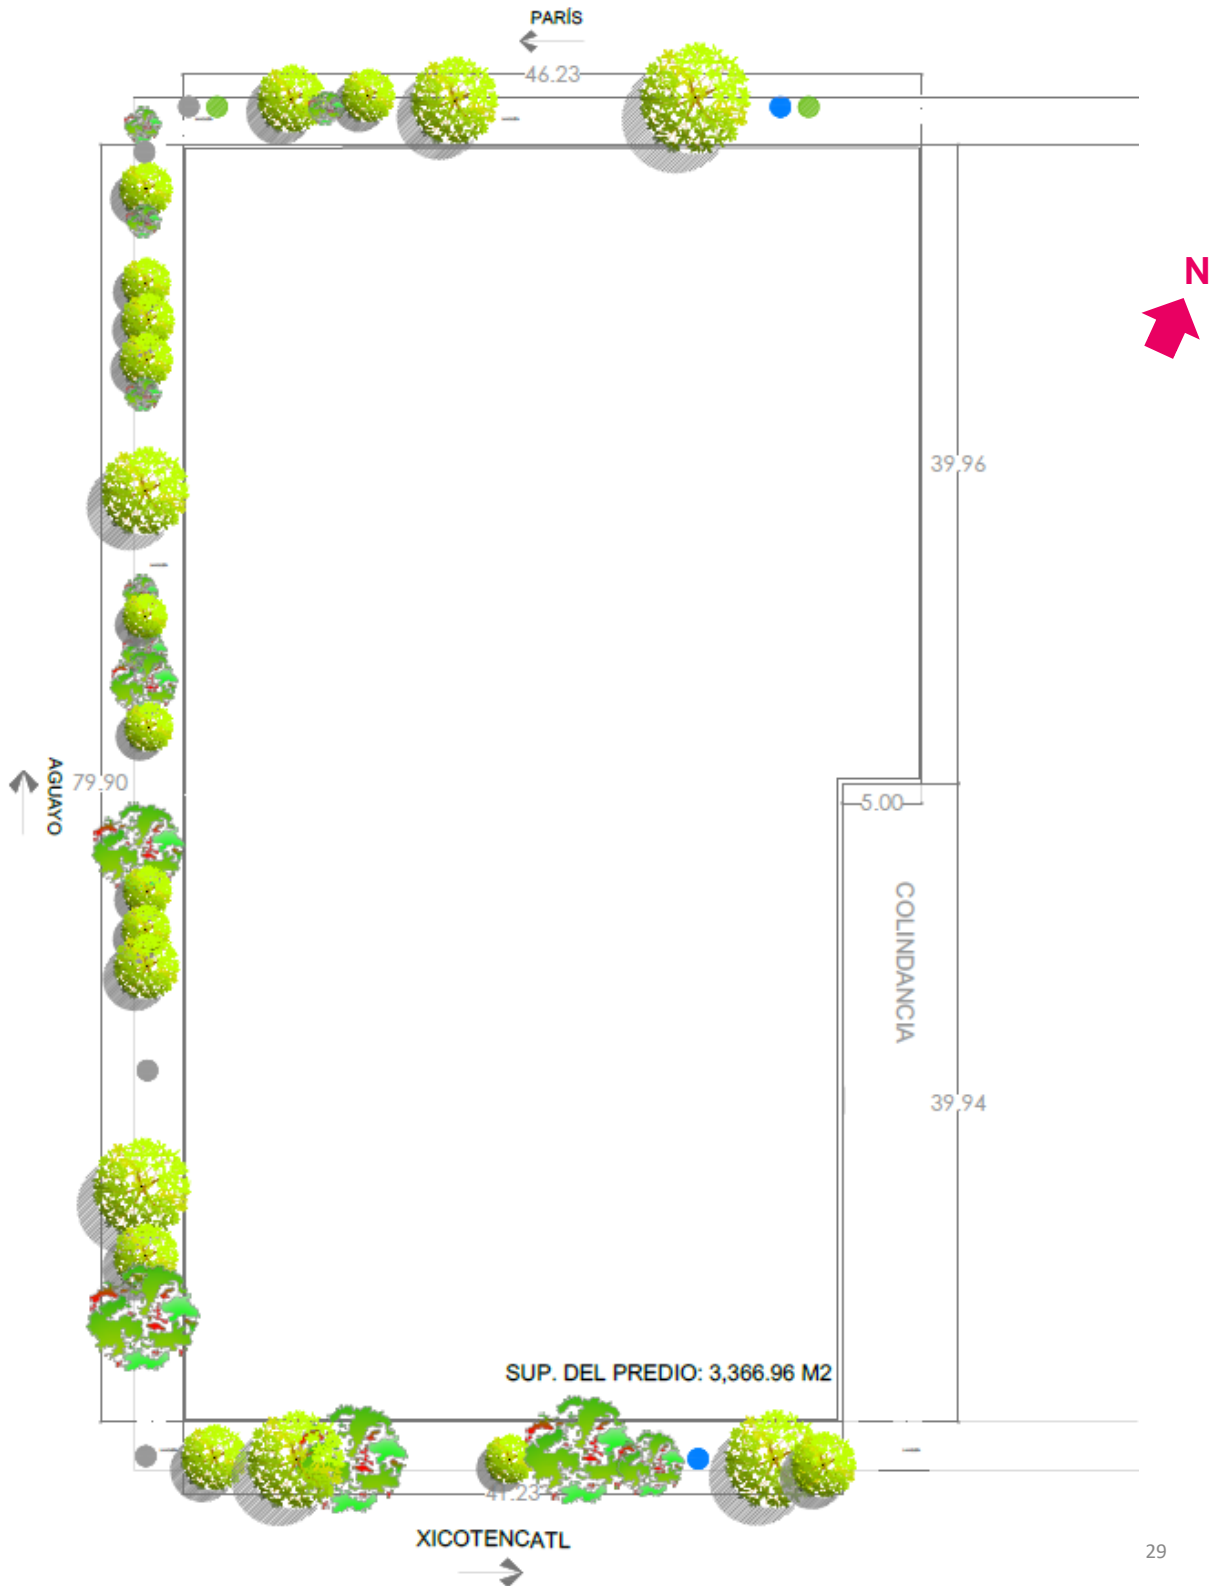 PARÍS
46.23
N
39.96
AGUAYO
79.90
5.00
COLINDANCIA
39.94
SUP. DEL PREDIO: 3,366.96 M2
41.23
XICOTENCATL
29